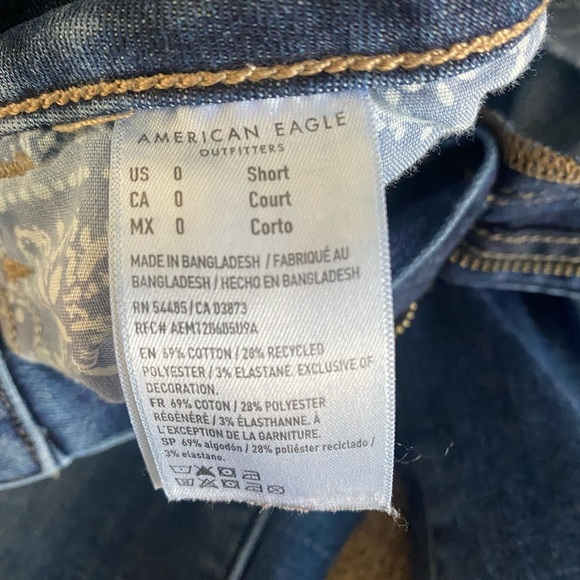 AMERICAN EAGLE
OUTFITTERS
US 0 Short
CA 0 Court
MX 0 Corto
MADE IN BANGLADESH / FABRIQUÉ AU
BANGLADESH / HECHO EN BANGLADESH
RN 54485/CA 03873
RFC# AEM120605U9A
EN 69% COTTON / 28% RECYCLED
POLYESTER / 3% ELASTANE. EXCLUSIVE OF
DECORATION.
FR 69% COTON / 28% POLYESTER
RÉGÉNÉRÉ / 3% ÉLASTHANNE. À
L'EXCEPTION DE LA GARNITURE.
SP 69% algodón / 28% poliéster reciclado /
3% elastano.